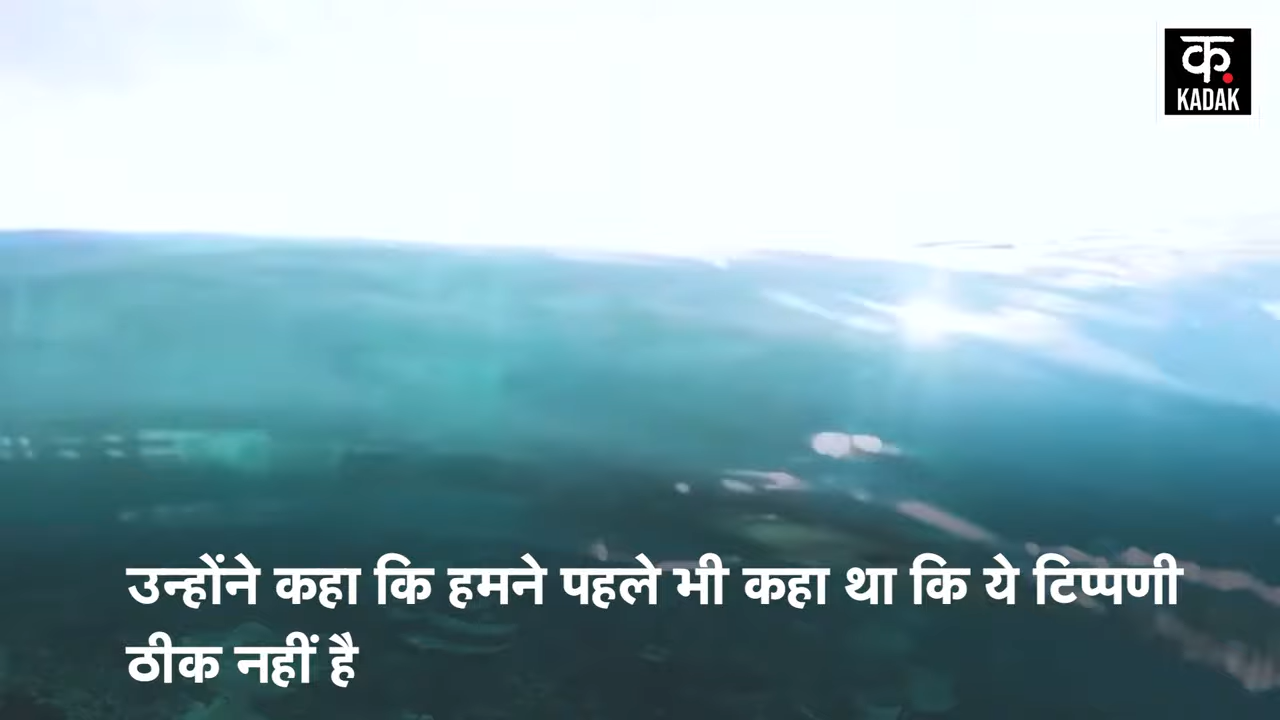 क.
KADAK
उन्होंने कहा कि हमने पहले भी कहा था कि ये टिप्पणी
ठीक नहीं है